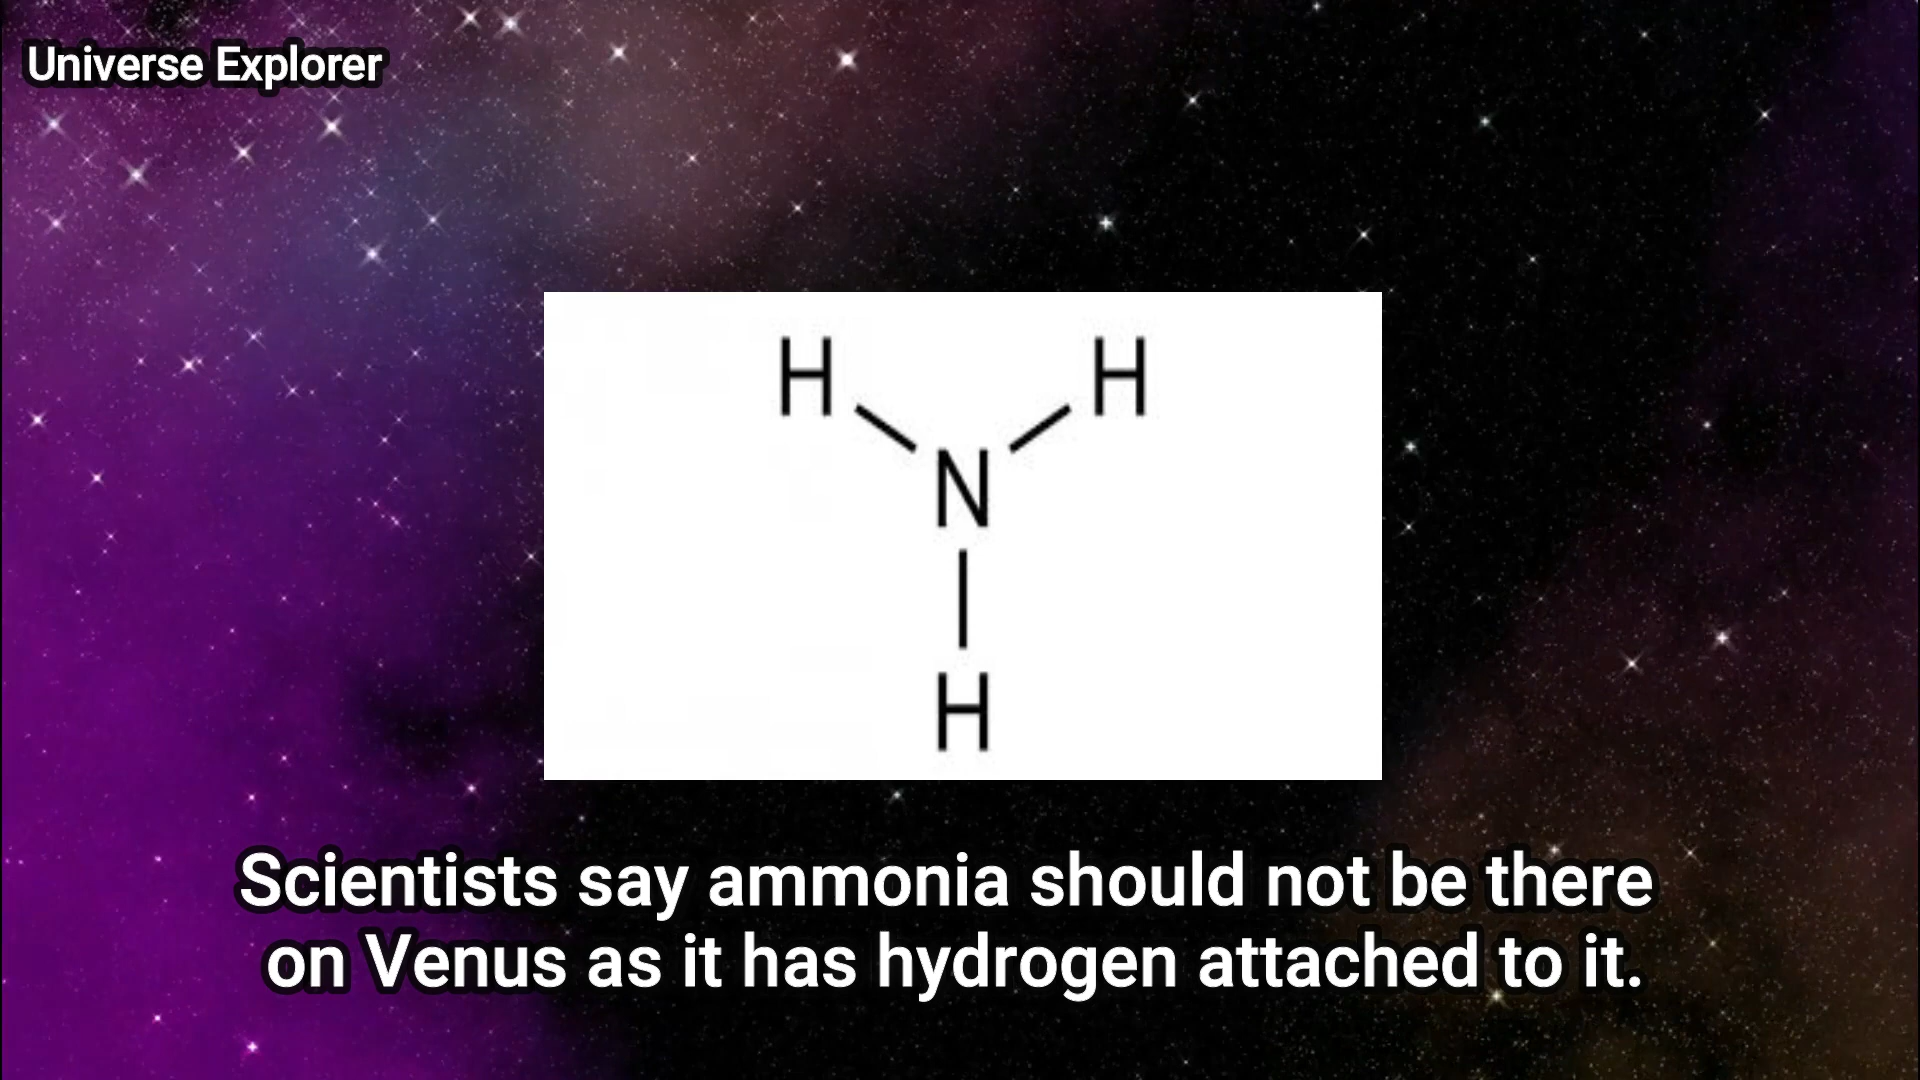 Universe Explorer
H H
N
H
Scientists say ammonia should not be there
on Venus as it has hydrogen attached to it.